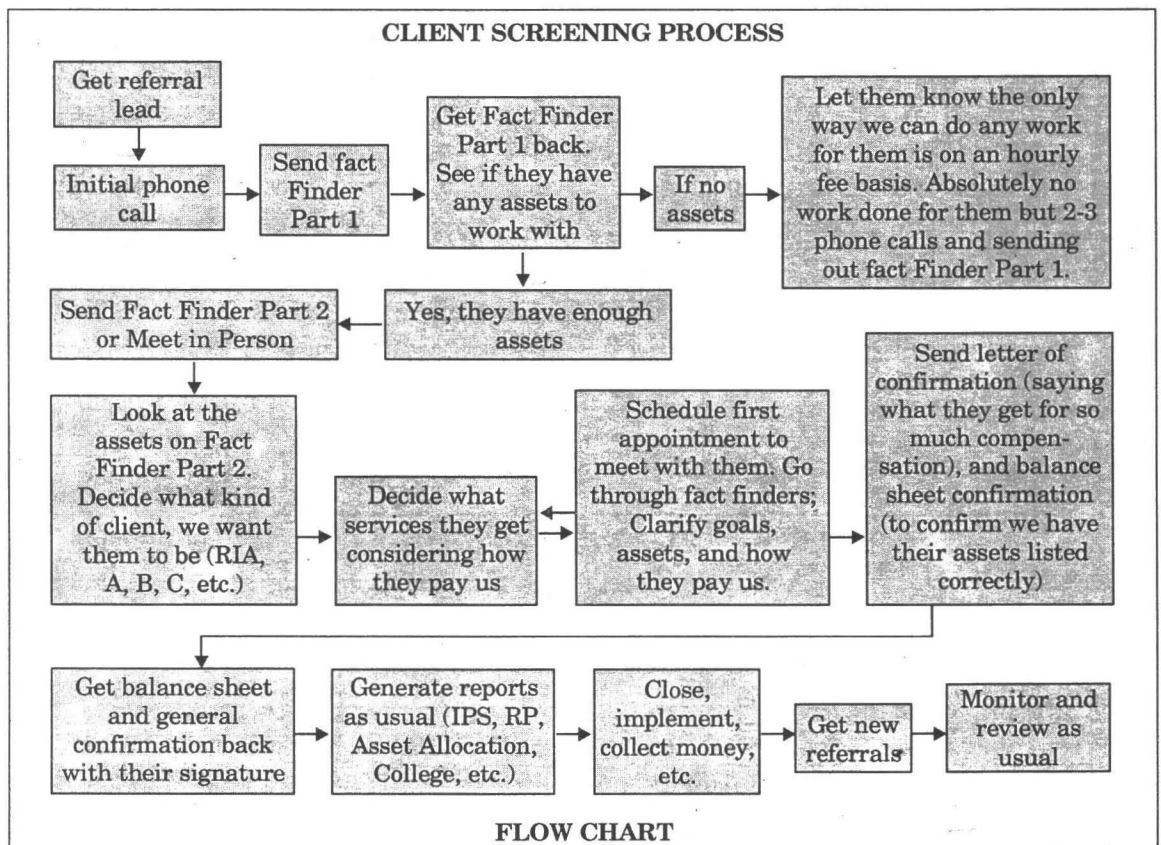 CLIENT SCREENING PROCESS
Get referral
lead
Initial phone
call
Send fact
Finder
Part 1
Get Fact Finder
Part 1 back.
See if they have
any assets to
work with
If no
assets
Let them know the only
way we can do any work
for them is on an hourly
fee basis. Absolutely no
work done for them but 2-3
phone calls and sending
out fact Finder Part 1.
Yes, they have enough
assets
Send Fact Finder Part 2
or Meet in Person
Look at the
assets on Fact
Finder Part 2.
Decide what kind
of client, we want
them to be (RIA,
A, B, C, etc.)
Decide what
services they get
considering how
they pay us
Schedule first
appointment to
meet with them. Go
through fact finders;
Clarify goals,
assets, and how
they pay us.
Send letter of
confirmation (saying
what they get for so
much compen-
sation), and balance
sheet confirmation
(to confirm we have
their assets listed
correctly)
Get balance sheet
and general
confirmation back
with their signature
Generate reports
as usual (IPS, RP,
Asset Allocation,
College, etc.)
Close,
implement,
collect money,
etc.
Get new
referrals
Monitor and
review as
usual
FLOW CHART